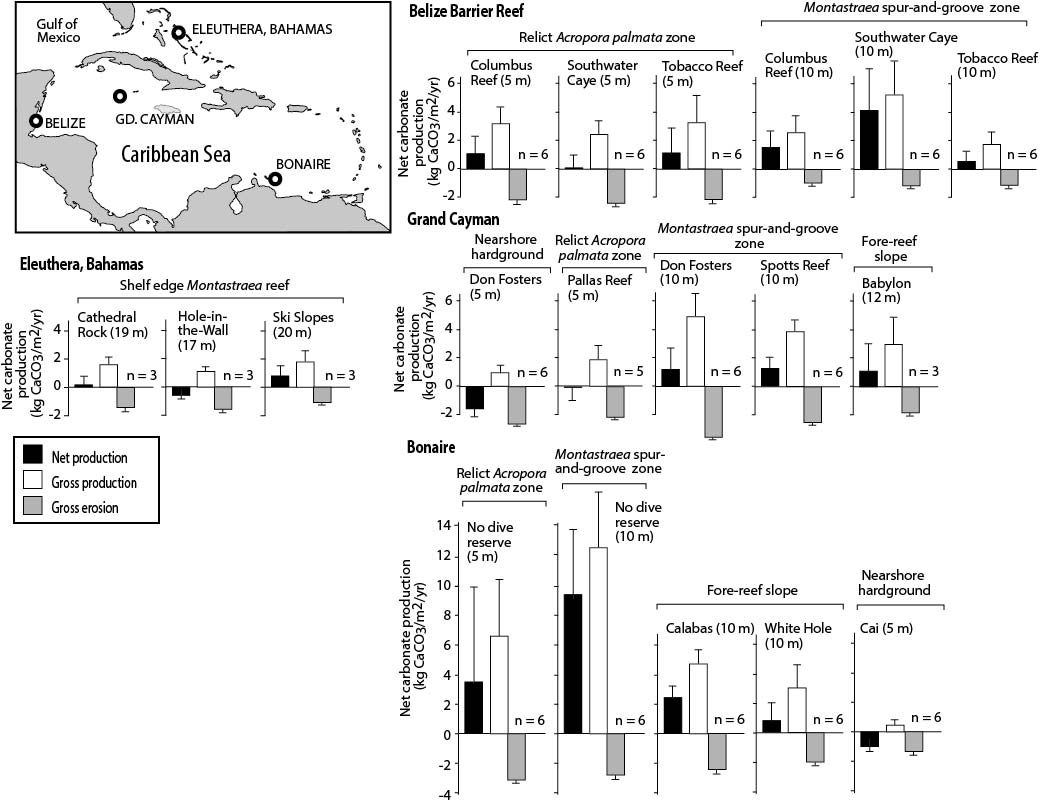 Gulf of
Mexico
ELEUTHERA, BAHAMAS
BELIZE
GD. CAYMAN
Caribbean Sea
BONAIRE
Belize Barrier Reef
Montastraea spur-and-groove zone
Relict Acropora palmata zone
Columbus
Reef (5 m)
Southwater
Caye (5 m)
Tobacco Reef
(5 m)
Columbus
Reef (10 m)
Southwater Caye
(10 m)
Tobacco Reef
(10 m)
Net carbonate
production
(kg CaCO3/m2/yr)
6
4
2
0
-2
n = 6
n = 6
n = 6
n = 6
n = 6
n = 6
Grand Cayman
Nearshore
hardground
Relict Acropora
palmata zone
Montastraea spur-and-groove
zone
Fore-reef
slope
Don Fosters
(5 m)
Pallas Reef
(5 m)
Don Fosters
(10 m)
Spotts Reef
(10 m)
Babylon
(12 m)
Net carbonate
production
(kg CaCO3/m2/yr)
6
4
2
0
-2
n = 6
n = 5
n = 6
n = 6
n = 3
Eleuthera, Bahamas
Shelf edge Montastraea reef
Cathedral
Rock (19 m)
Hole-in-
the-Wall
(17 m)
Ski Slopes
(20 m)
Net carbonate
production
(kg CaCO3/m2/yr)
4
2
0
-2
n = 3
n = 3
n = 3
Net production
Gross production
Gross erosion
Bonaire
Relict Acropora
palmata zone
Montastraea spur-
and-groove zone
No dive
reserve
(5 m)
No dive
reserve
(10 m)
Fore-reef slope
Nearshore
hardground
Calabas (10 m)
White Hole
(10 m)
Cai (5 m)
Net carbonate production
(kg CaCO3/m2/yr)
14
12
10
8
6
4
2
0
-2
-4
n = 6
n = 6
n = 6
n = 6
n = 6